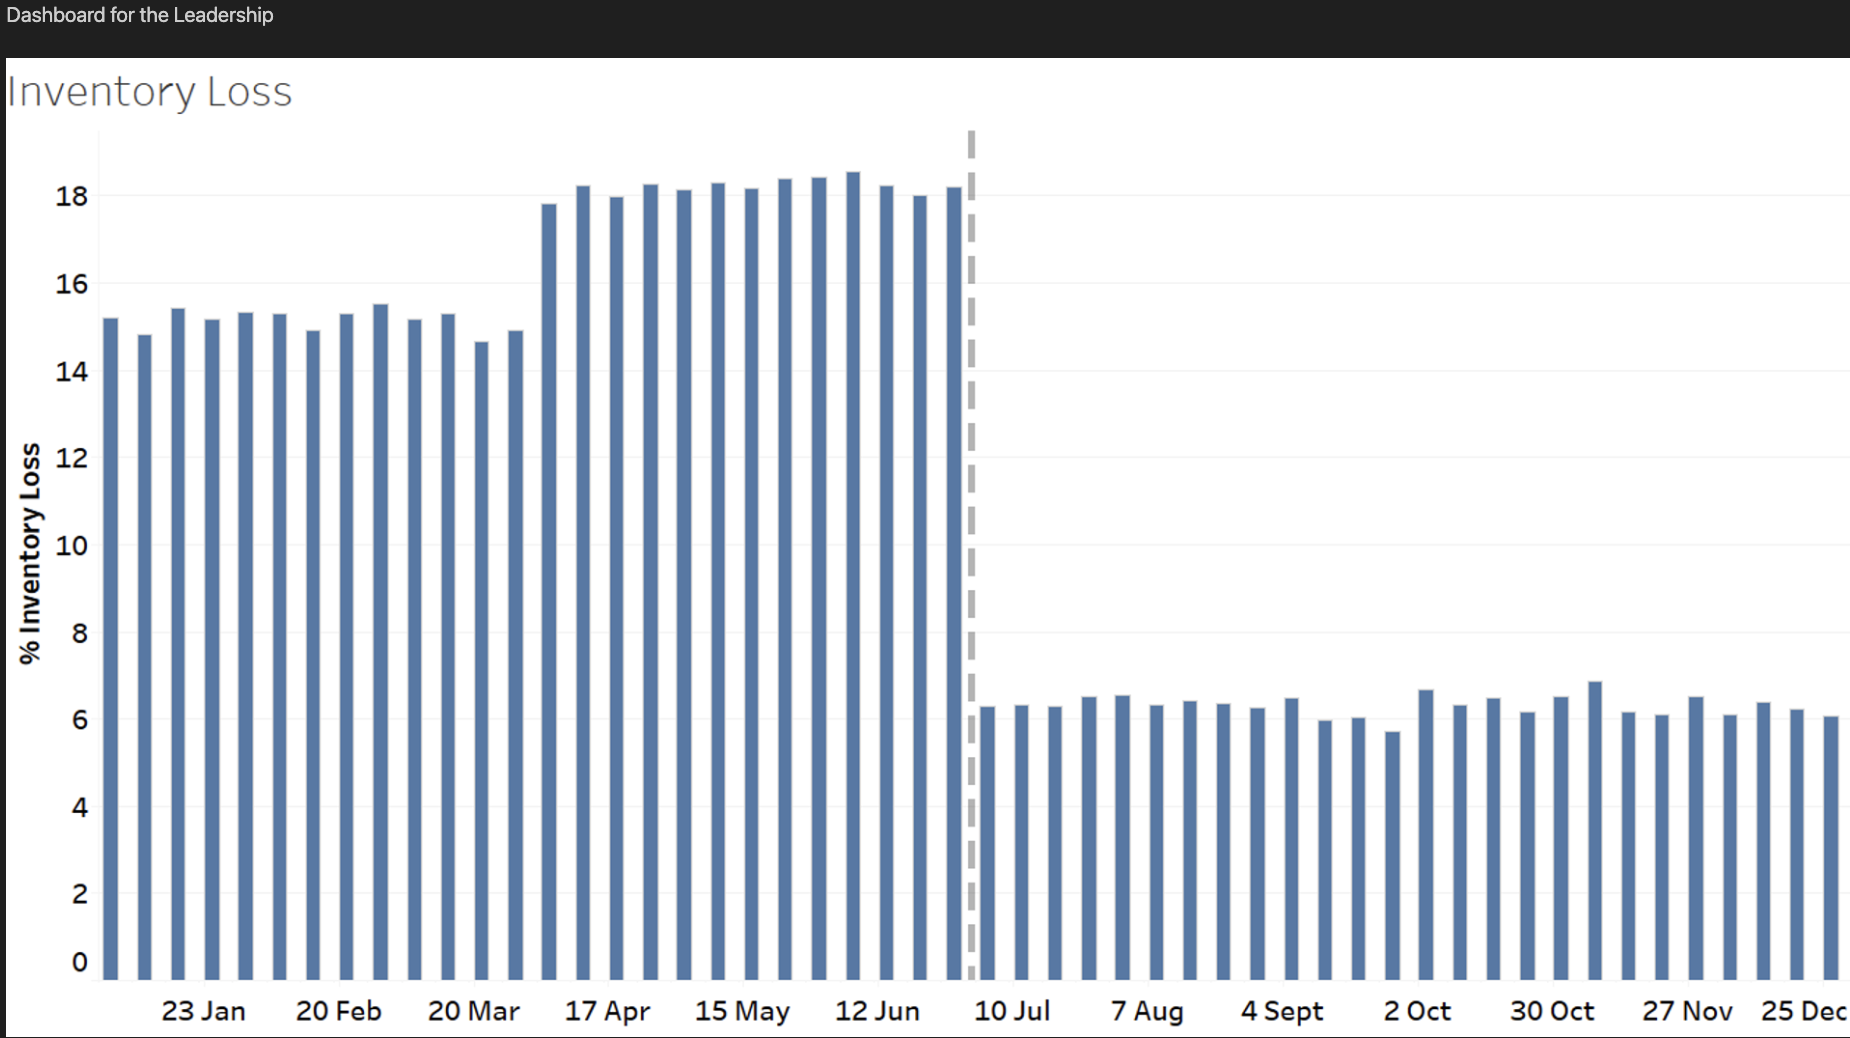 Dashboard for the Leadership
Inventory Loss
% Inventory Loss
18
16
14
12
10
8
6
4
2
0
23 Jan 20 Feb 20 Mar 17 Apr 15 May 12 Jun 10 Jul 7 Aug 4 Sept 2 Oct 30 Oct 27 Nov 25 Dec